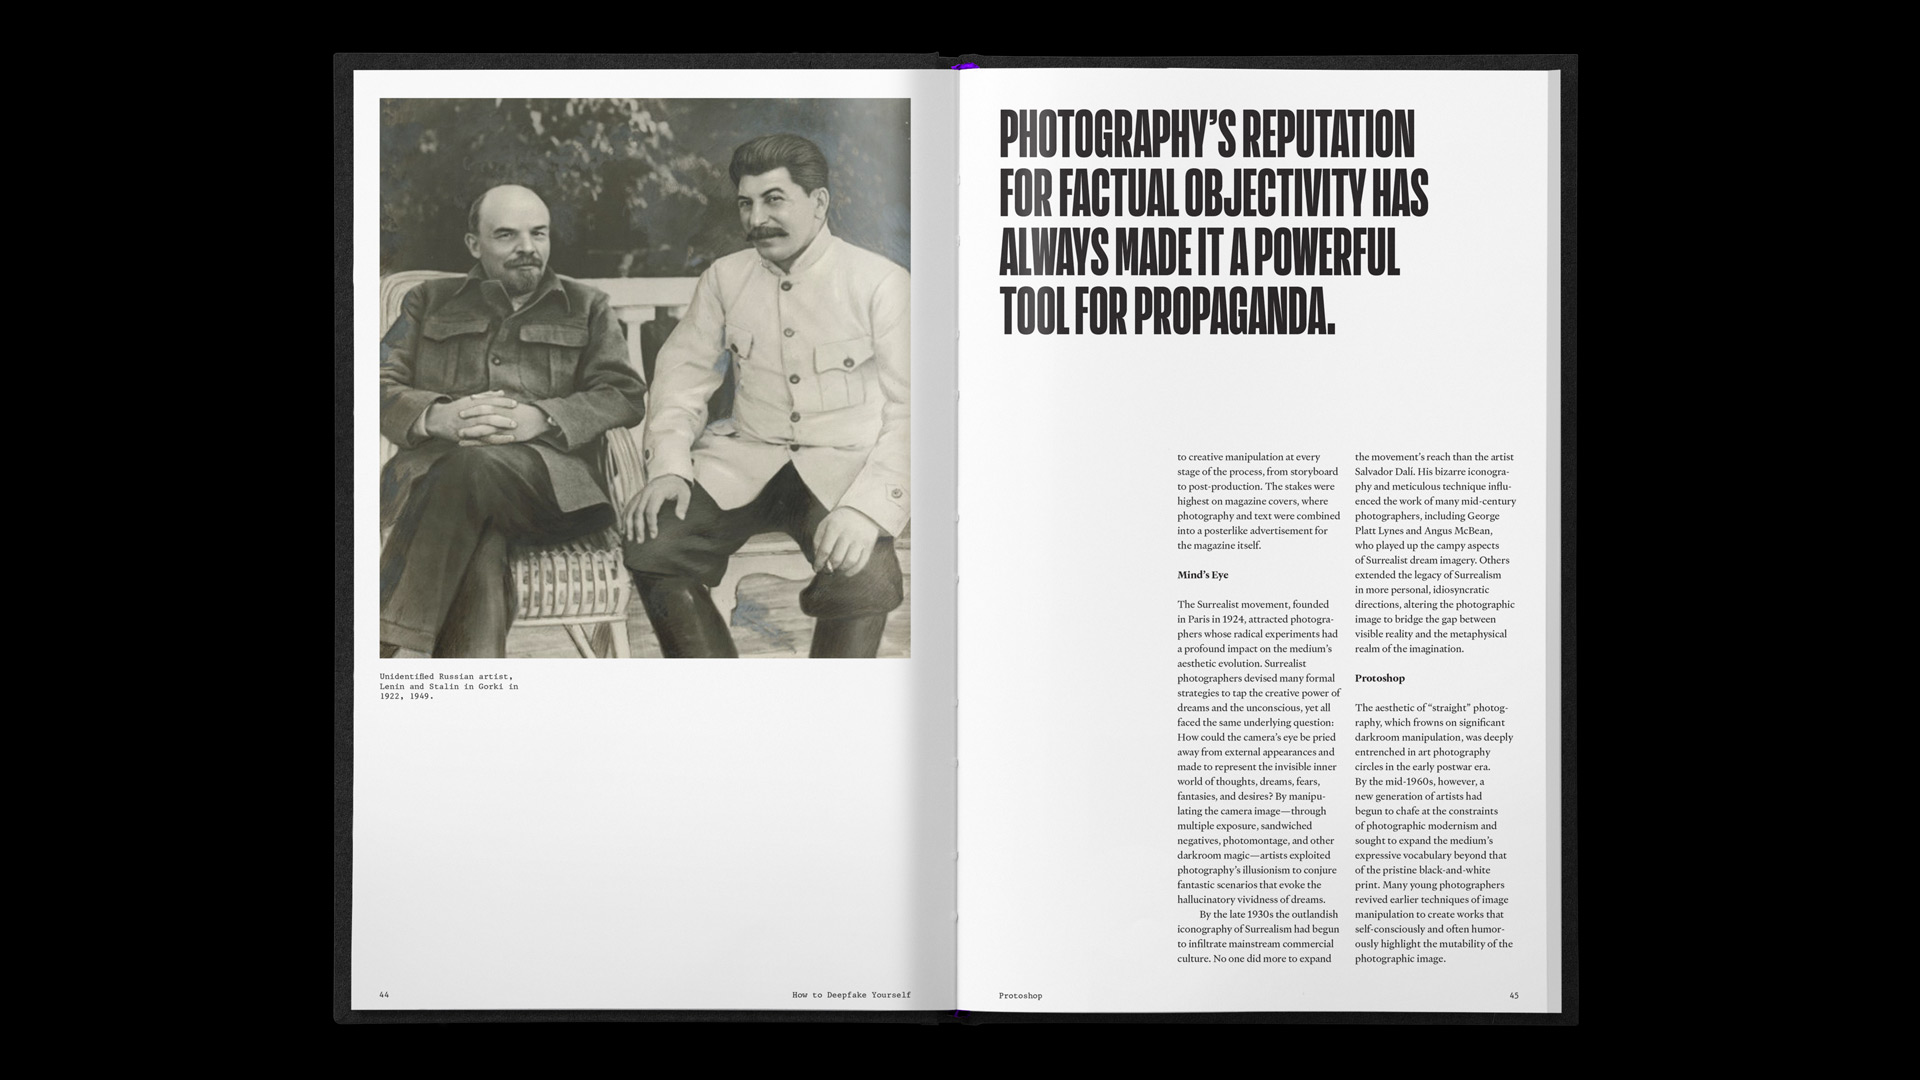 Unidentified Russian artist,
Lenin and Stalin in Gorki in
1922, 1949.
44
How to Deepfake Yourself
PHOTOGRAPHY’S REPUTATION
FOR FACTUAL OBJECTIVITY HAS
ALWAYS MADE IT A POWERFUL
TOOL FOR PROPAGANDA.
to creative manipulation at every
stage of the process, from storyboard
to post-production. The stakes were
highest on magazine covers, where
photography and text were combined
into a posterlike advertisement for
the magazine itself.
Mind’s Eye
The Surrealist movement, founded
in Paris in 1924, attracted photogra-
phers whose radical experiments had
a profound impact on the medium’s
aesthetic evolution. Surrealist
photographers devised many formal
strategies to tap the creative power of
dreams and the unconscious, yet all
faced the same underlying question:
How could the camera’s eye be pried
away from external appearances and
made to represent the invisible inner
world of thoughts, dreams, fears,
fantasies, and desires? By manipu-
lating the camera image—through
multiple exposure, sandwiched
negatives, photomontage, and other
darkroom magic—artists exploited
photography’s illusionism to conjure
fantastic scenarios that evoke the
hallucinatory vividness of dreams.
By the late 1930s the outlandish
iconography of Surrealism had begun
to infiltrate mainstream commercial
culture. No one did more to expand
the movement’s reach than the artist
Salvador Dalí. His bizarre iconogra-
phy and meticulous technique influ-
enced the work of many mid-century
photographers, including George
Platt Lynes and Angus McBean,
who played up the campy aspects
of Surrealist dream imagery. Others
extended the legacy of Surrealism
in more personal, idiosyncratic
directions, altering the photographic
image to bridge the gap between
visible reality and the metaphysical
realm of the imagination.
Protoshop
The aesthetic of “straight” photog-
raphy, which frowns on significant
darkroom manipulation, was deeply
entrenched in art photography
circles in the early postwar era.
By the mid-1960s, however, a
new generation of artists had
begun to chafe at the constraints
of photographic modernism and
sought to expand the medium’s
expressive vocabulary beyond that
of the pristine black-and-white
print. Many young photographers
revived earlier techniques of image
manipulation to create works that
self-consciously and often humor-
ously highlight the mutability of the
photographic image.
Protoshop
45